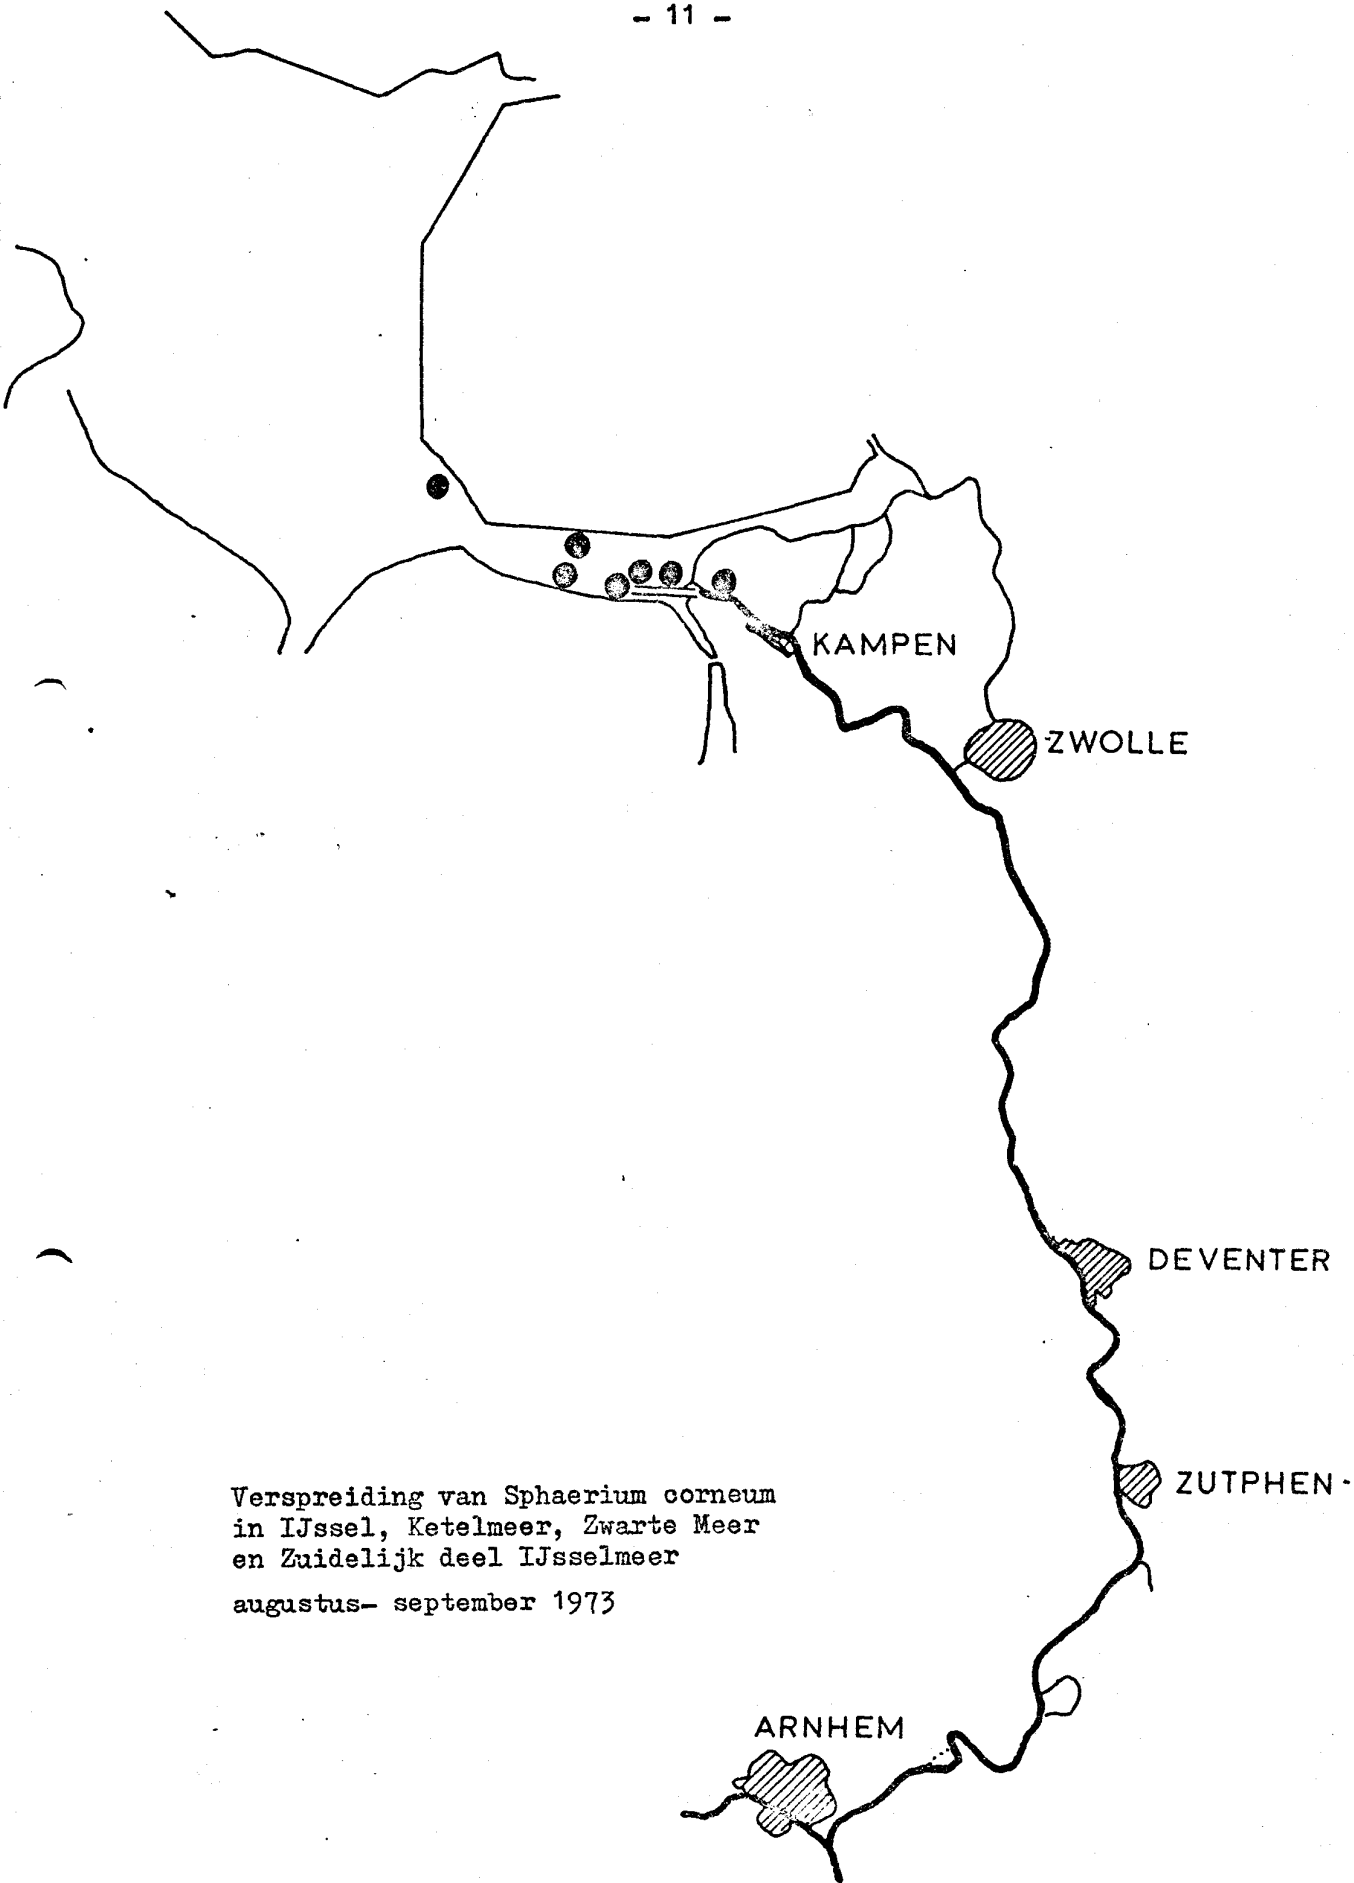 - 11 -
KAMPEN
ZWOLLE
DEVENTER
ZUTPHEN
Verspreiding van Sphaerium corneum
in IJssel, Ketelmeer, Zwarte Meer
en Zuidelijk deel IJsselmeer
augustus- september 1973
ARNHEM